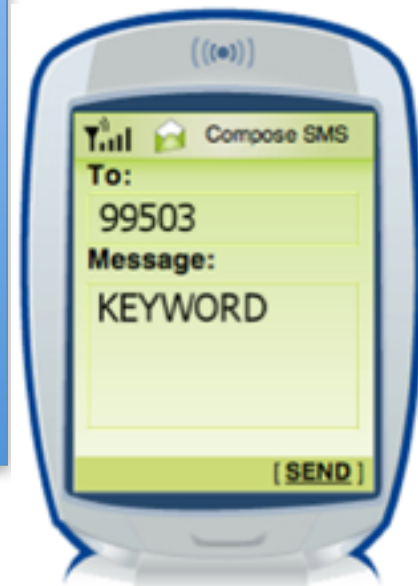 Compose SMS
To:
99503
Message:
KEYWORD
[SEND]